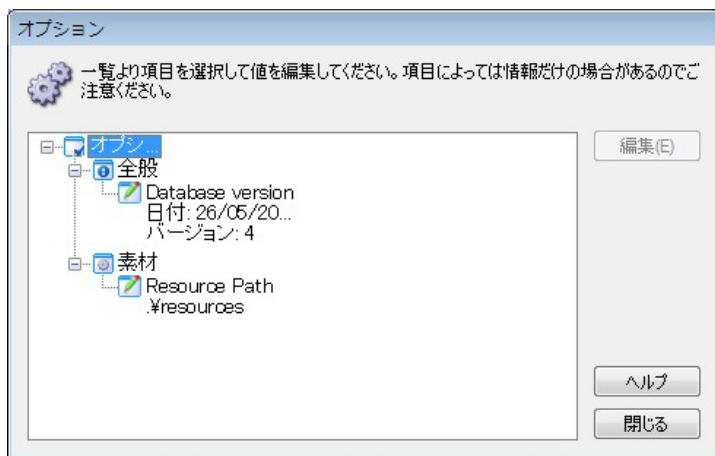 オプション
一覧より項目を選択して値を編集してください。項目によっては情報だけの場合があるのでご
注意ください。
オプシ...
全般
Database version
日付: 26/05/20...
バージョン: 4
素材
Resource Path
.¥resources
編集(E)
ヘルプ
閉じる